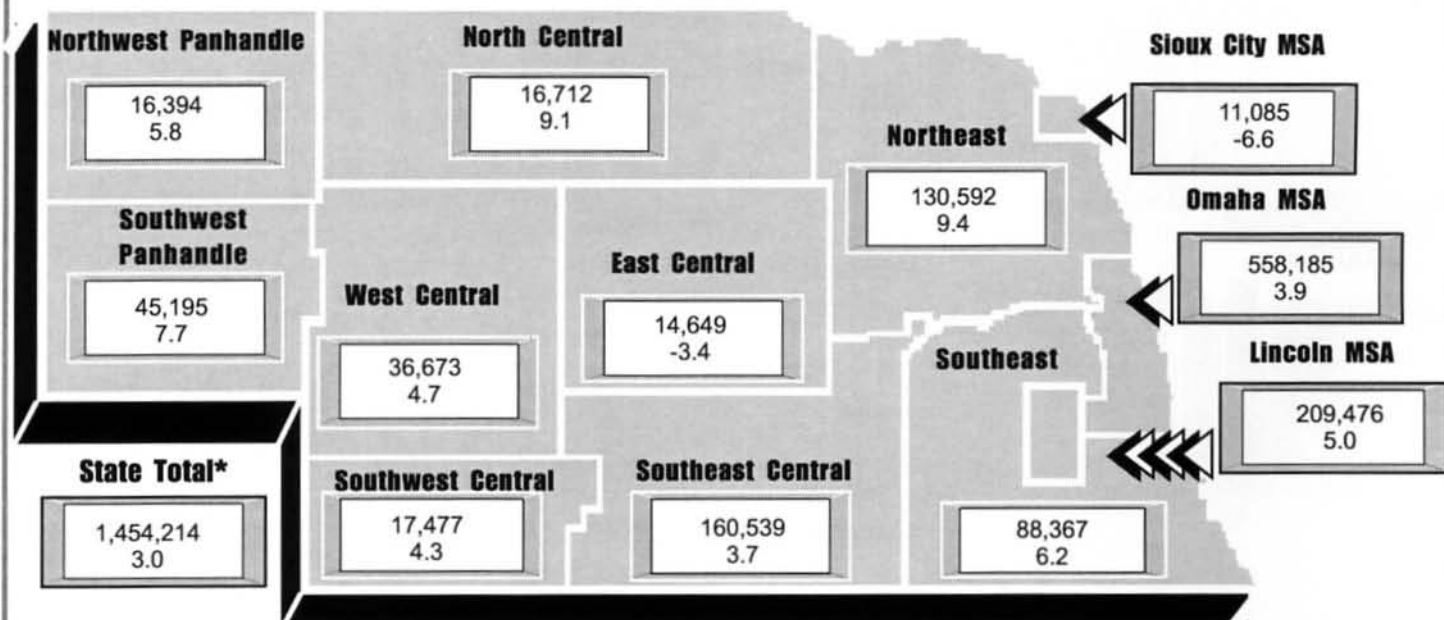 Northwest Panhandle
16,394
5.8
North Central
16,712
9.1
Sioux City MSA
11,085
-6.6
Northeast
130,592
9.4
Omaha MSA
558,185
3.9
Southwest
Panhandle
45,195
7.7
West Central
36,673
4.7
East Central
14,649
-3.4
Southeast
88,367
6.2
Lincoln MSA
209,476
5.0
State Total*
1,454,214
3.0
Southwest Central
17,477
4.3
Southeast Central
160,539
3.7